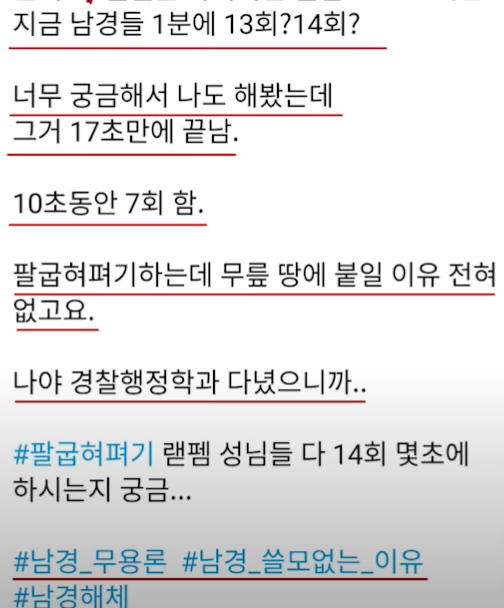 지금 남경들 1분에 13회?14회?
너무 궁금해서 나도 해봤는데
그거 17초만에 끝남.
10초동안 7회 함.
팔굽혀펴기하는데 무릎 땅에 붙일 이유 전혀
없고요.
나야 경찰행정학과 다녔으니까..
#팔굽혀펴기 랟펨 성님들 다 14회 몇초에
하시는지 궁금...
#남경_무용론 #남경_쓸모없는_이유
#남경해체